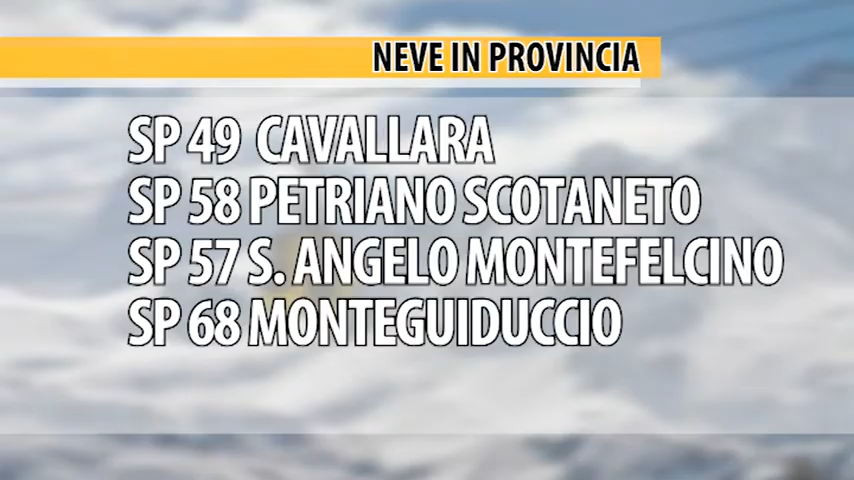 NEVE IN PROVINCIA
SP 49 CAVALLARA
SP 58 PETRIANO SCOTANETO
SP 57 S. ANGELO MONTEFELCINO
SP 68 MONTEGUIDUCCIO